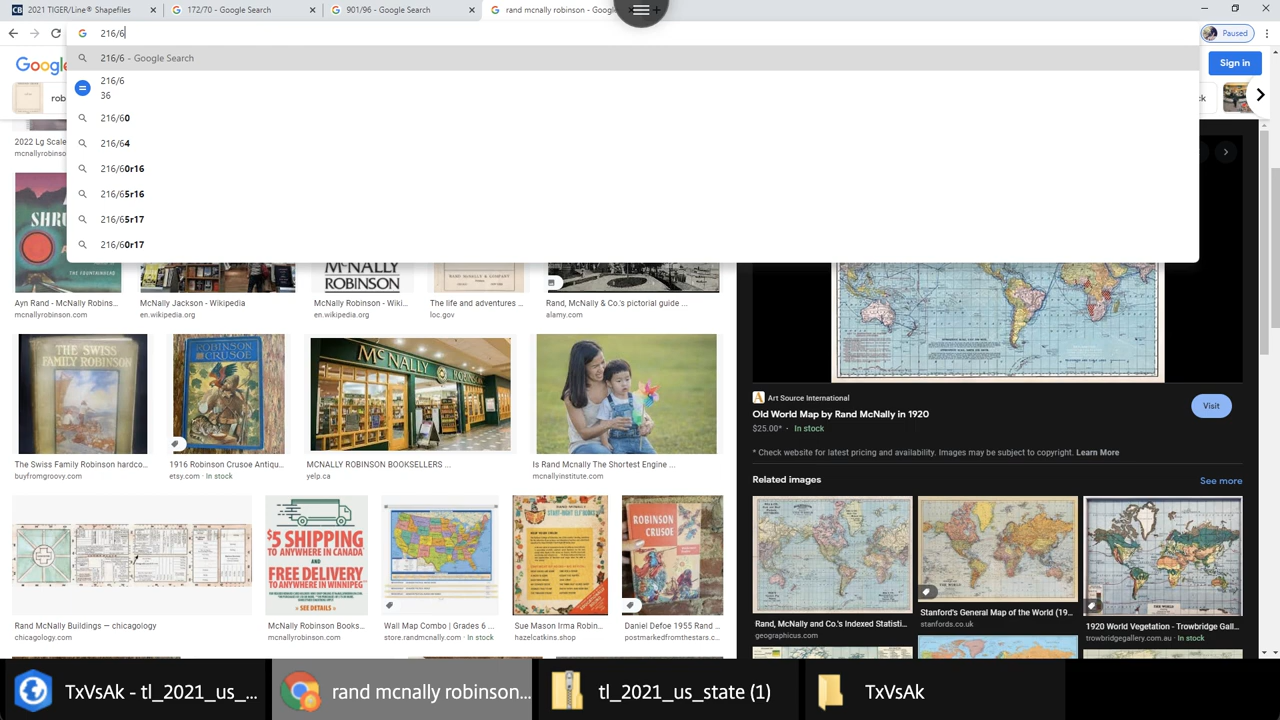 2021 TIGER/Line® Shapefiles
172/70 - Google Search
901/96 - Google Search
rand mcnally robinson - Google
216/6
Paused
216/6 - Google Search
216/6
36
216/60
216/64
216/60r16
216/65r16
216/65r17
216/60r17
Sign in
2022 Lg Scale
mcnallyrobinso
Ayn Rand - McNally Robins...
mcnallyrobinson.com
McNally Jackson - Wikipedia
en.wikipedia.org
McNALLY
ROBINSON
McNally Robinson - Wiki...
en.wikipedia.org
The life and adventures ...
loc.gov
Rand, McNally & Co.'s pictorial guide ...
alamy.com
THE SWISS
FAMILY ROBINSON
The Swiss Family Robinson hardco...
buyfromgroovy.com
ROBINSON
CRUSOE
1916 Robinson Crusoe Antiqu...
etsy.com · In stock
McNALLY ROBINSON
MCNALLY ROBINSON BOOKSELLERS ...
yelp.ca
Is Rand Mcnally The Shortest Engine ...
mcnallyinstitute.com
Art Source International
Old World Map by Rand McNally in 1920
$25.00* · In stock
Visit
* Check website for latest pricing and availability. Images may be subject to copyright. Learn More
Related images
See more
Rand McNally Buildings — chicagology
chicagology.com
$5 SHIPPING
TO ANYWHERE IN CANADA
AND
FREE DELIVERY
TO ANYWHERE IN WINNIPEG
» SEE DETAILS »
McNally Robinson Books...
mcnallyrobinson.com
Wall Map Combo | Grades 6 ...
store.randmcnally.com · In stock
Sue Mason Irma Robin...
hazelcatkins.shop
ROBINSON
CRUSOE
Daniel Defoe 1955 Rand ...
postmarkedfromthestars.c...
Rand, McNally and Co.'s Indexed Statisti...
geographicus.com
Stanford's General Map of the World (19...
stanfords.co.uk
1920 World Vegetation - Trowbridge Gall...
trowbridgegallery.com.au · In stock
TxVsAk - tl_2021_us_...
rand mcnally robinson...
tl_2021_us_state (1)
TxVsAk